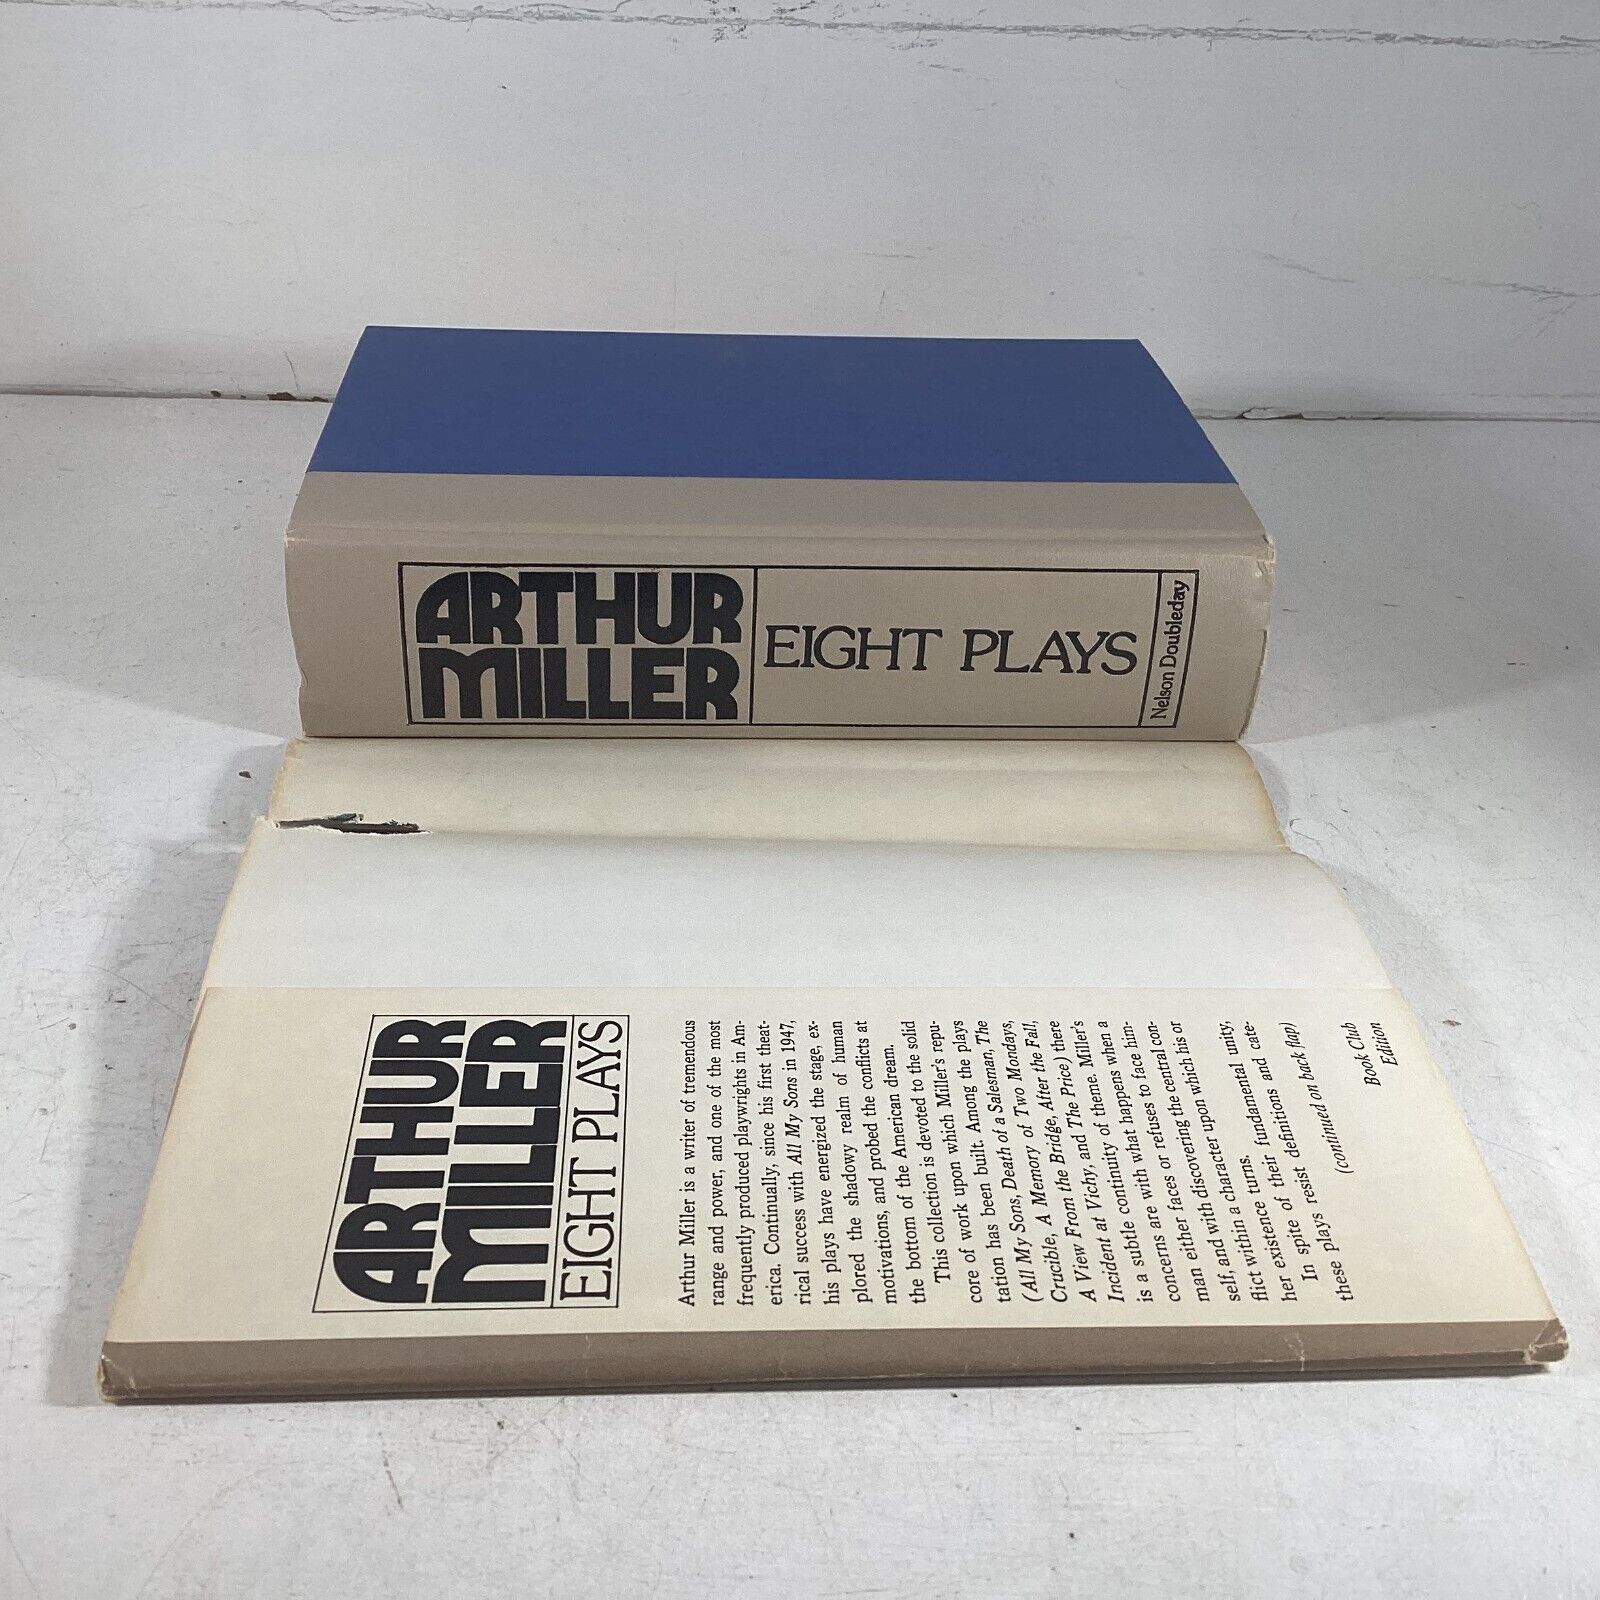 ARTHUR
MILLER
EIGHT PLAYS
Nelson Doubleday
ARTHUR
MILLER
EIGHT PLAYS
Arthur Miller is a writer of tremendous
range and power, and one of the most
frequently produced playwrights in Am-
erica. Continually, since his first theat-
rical success with All My Sons in 1947,
his plays have energized the stage, ex-
plored the shadowy realm of human
motivations, and probed the conflicts at
the bottom of the American dream.
This collection is devoted to the solid
core of work upon which Miller's repu-
tation has been built. Among the plays
(All My Sons, Death of a Salesman, The
Crucible, A Memory of Two Mondays,
A View From the Bridge, After the Fall,
Incident at Vichy, and The Price) there
is a subtle continuity of theme. Miller's
concerns are with what happens when a
man either faces or refuses to face him-
self, and with discovering the central con-
flict within a character upon which his or
her existence turns.
In spite of their fundamental unity,
these plays resist definitions and cate-
(continued on back flap)
Book Club
Edition